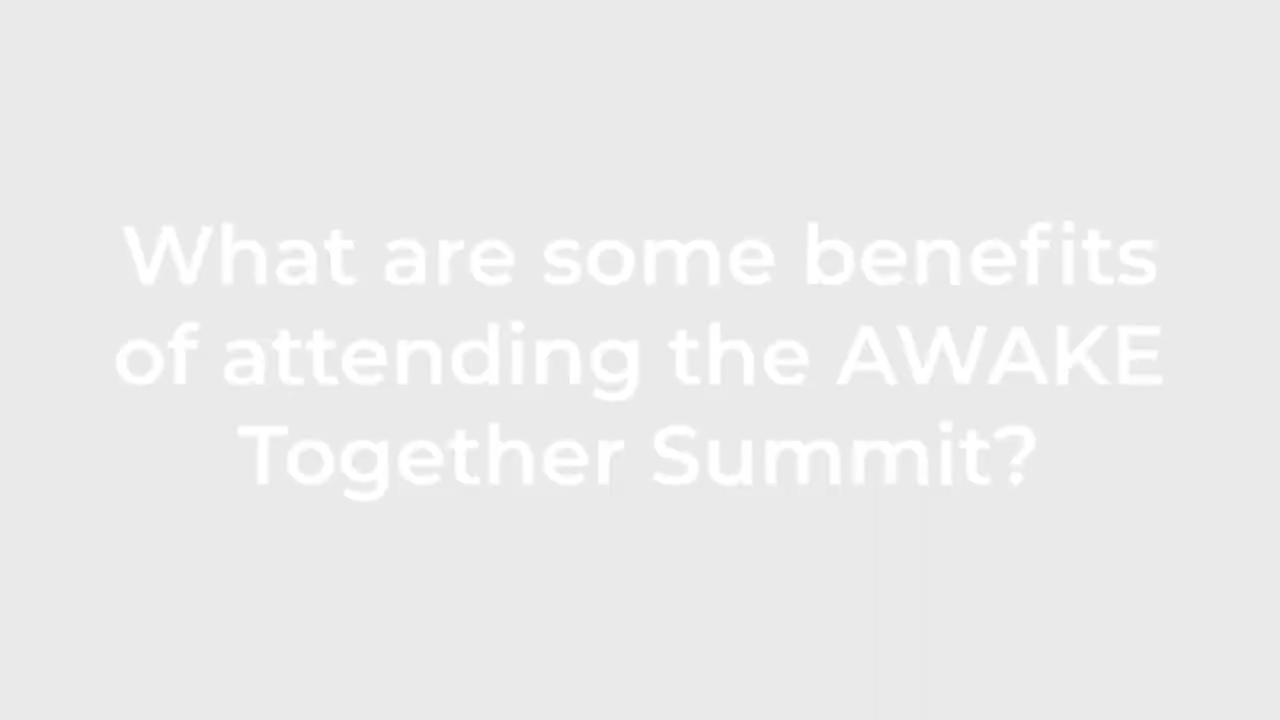 What are some benefits
of attending the AWAKE
Together Summit?